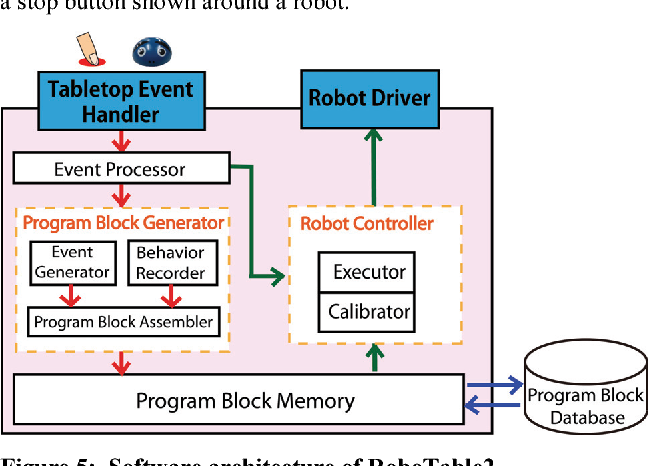 a stop button shown around a robot.
Tabletop Event
Handler
Robot Driver
Event Processor
Program Block Generator
Robot Controller
Event
Generator
Behavior
Recorder
Executor
Calibrator
Program Block Assembler
Program Block Memory
Program Block
Database
Figure 5: Software architecture of RoboTable2